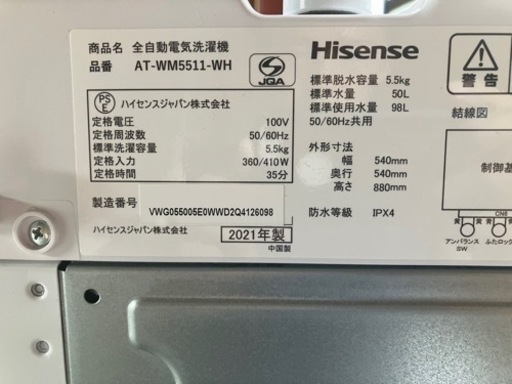 商品名 全自動電気洗濯機
品番 AT-WM5511-WH
JQA
Hisense
PS
E
ハイセンスジャパン株式会社
定格電圧 100V
定格周波数 50/60Hz
標準洗濯容量 5.5kg
定格入力 360/410W
定格時間 35分
製造番号 VWG055005E0WWD2Q4126098
ハイセンスジャパン株式会社
2021年製
中国製
標準脱水容量 5.5kg
標準水量 50L
標準使用水量 98L
50/60Hz共用
外形寸法
幅 540mm
奥行 540mm
高さ 880mm
防水等級 IPX4
警告
結線図
制御基
CN6
黄 黄 黄 黄
アンバランス
SW
ふたロック